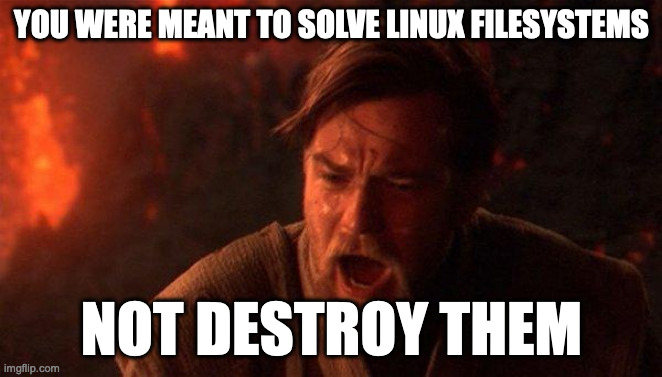 YOU WERE MEANT TO SOLVE LINUX FILESYSTEMS
NOT DESTROY THEM
imgflip.com